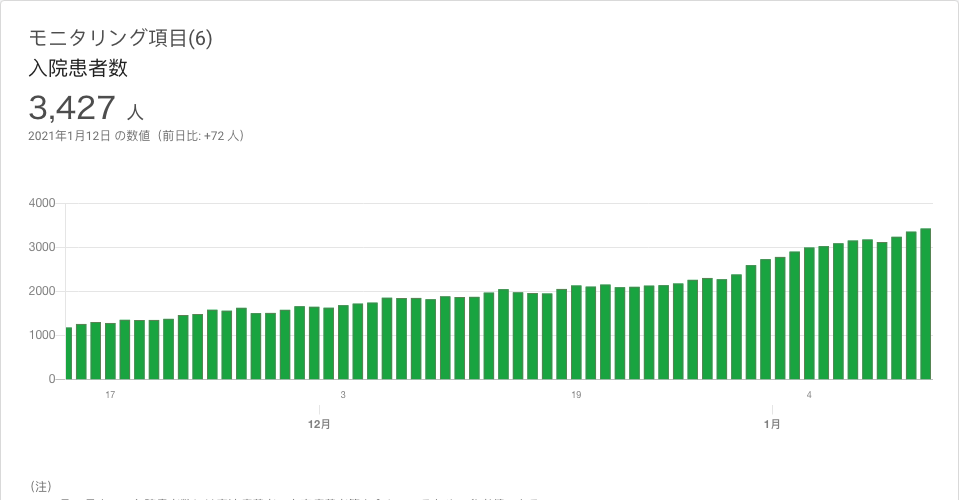 モニタリング項目(6)
入院患者数
3,427 人
2021年1月12日 の数値（前日比: +72 人）
4000
3000
2000
1000
0
17
3
19
4
12月
1月
（注）